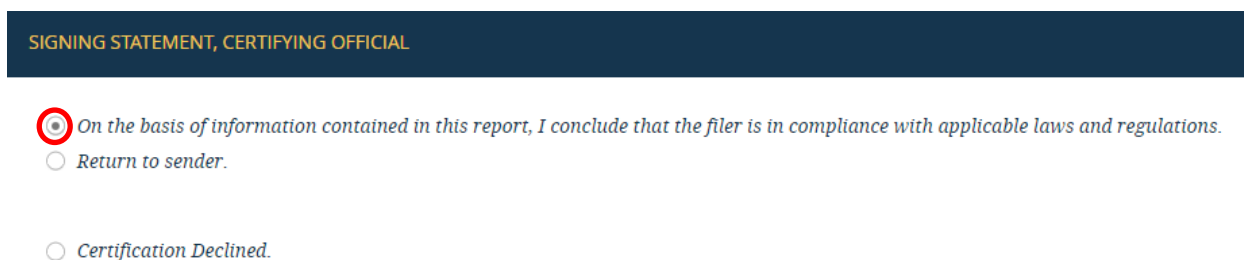 SIGNING STATEMENT, CERTIFYING OFFICIAL
On the basis of information contained in this report, I conclude that the filer is in compliance with applicable laws and regulations.
Return to sender.
Certification Declined.